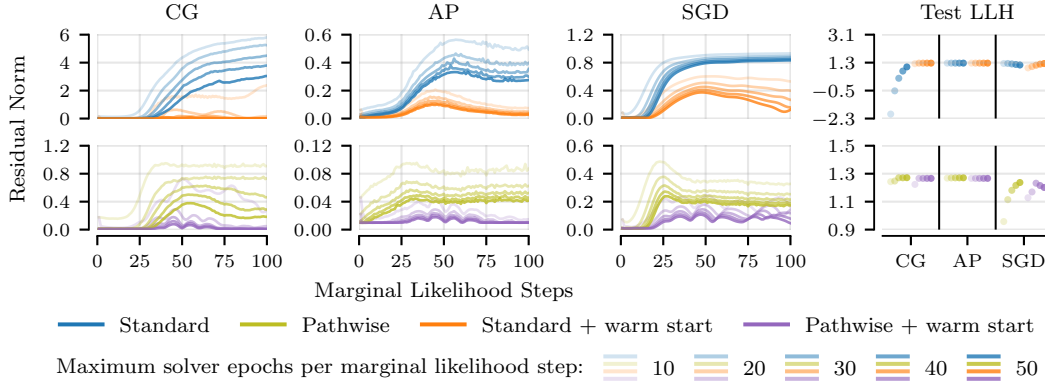 CG AP SGD Test LLH
Residual Norm
6 4 2 0
0.6 0.4 0.2 0.0
1.2 0.8 0.4 0.0
3.1 1.3 −0.5 −2.3
1.2 0.8 0.4 0.0
0.12 0.08 0.04 0.00
1.2 0.8 0.4 0.0
1.5 1.3 1.1 0.9
0 25 50 75 100 0 25 50 75 100 0 25 50 75 100 CG AP SGD
Marginal Likelihood Steps
Standard Pathwise Standard + warm start Pathwise + warm start
Maximum solver epochs per marginal likelihood step: 10 20 30 40 50